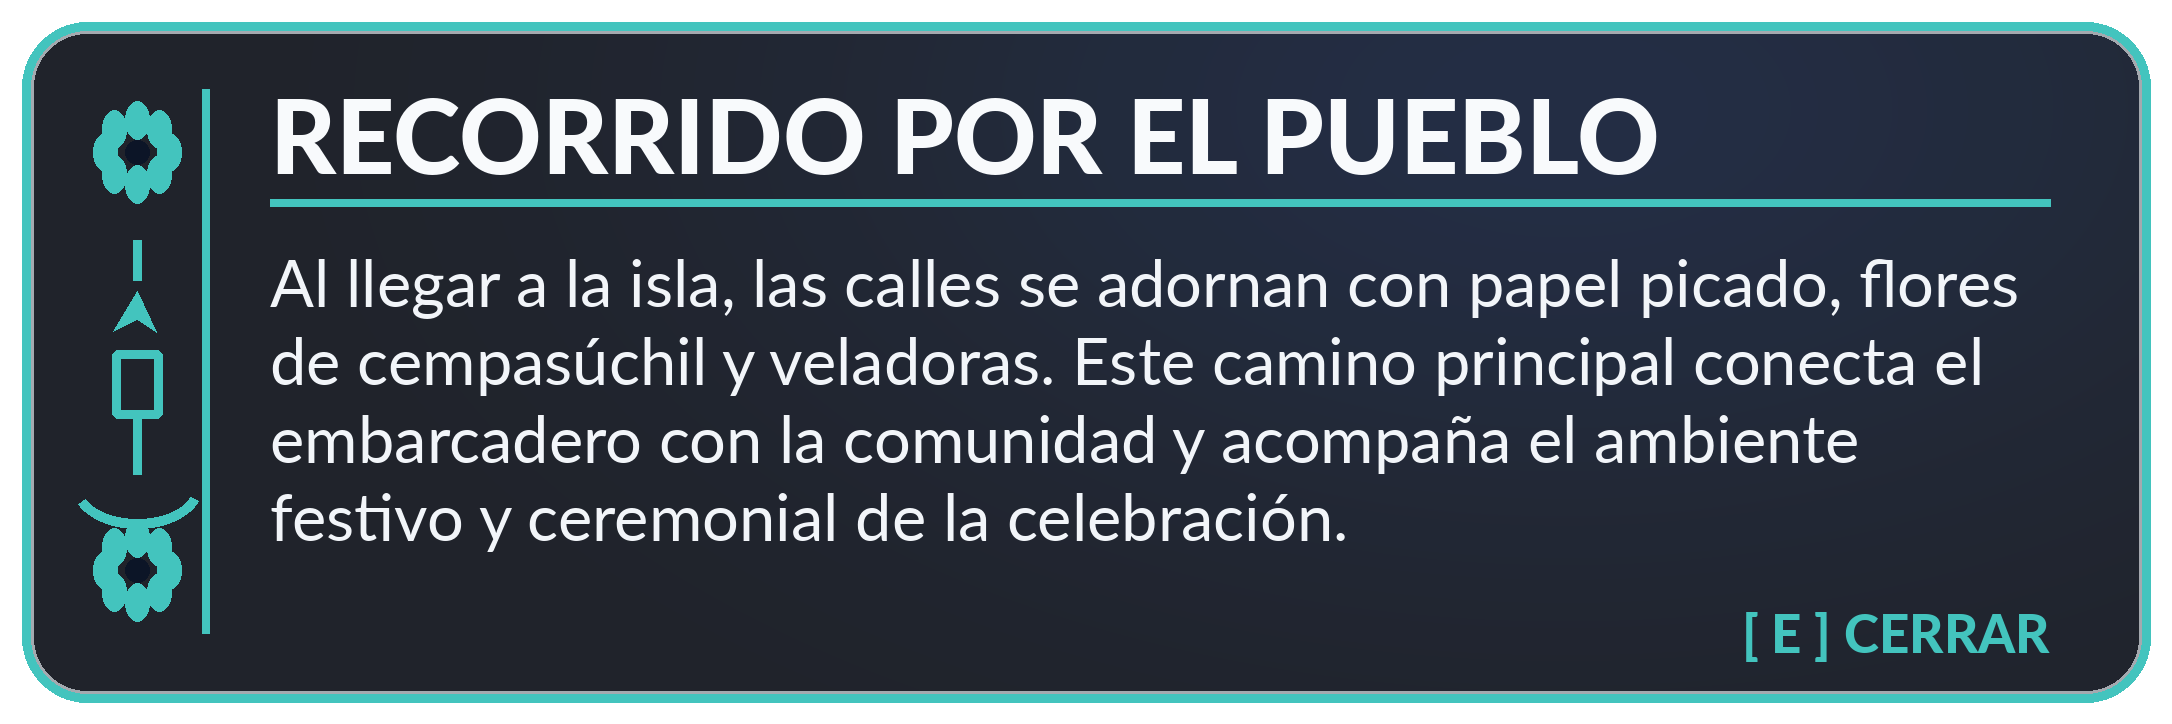 RECORRIDO POR EL PUEBLO
Al llegar a la isla, las calles se adornan con papel picado, flores
de cempasúchil y veladoras. Este camino principal conecta el
embarcadero con la comunidad y acompaña el ambiente
festivo y ceremonial de la celebración.
[ E ] CERRAR